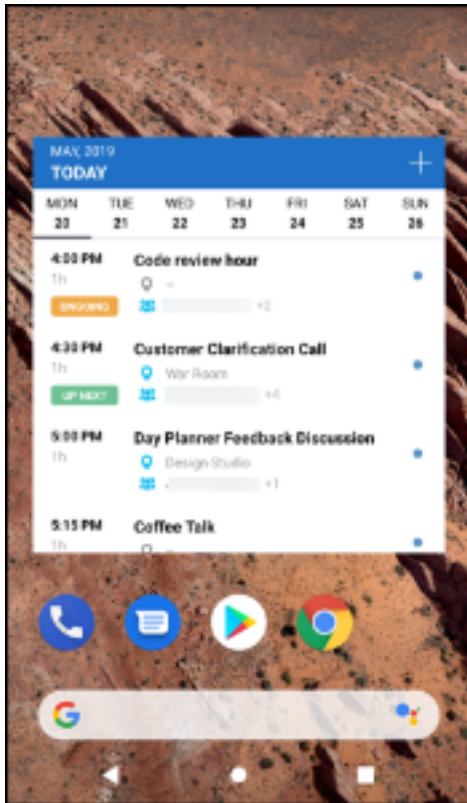 MAY, 2019
TODAY
MON TUE WED THU FRI SAT SUN
20 21 22 23 24 25 26
4:00 PM Code review hour
1h –
ONGOING +2
4:30 PM Customer Clarification Call
1h War Room
UP NEXT +4
5:00 PM Day Planner Feedback Discussion
1h Design Studio
+1
5:15 PM Coffee Talk
1h –
G